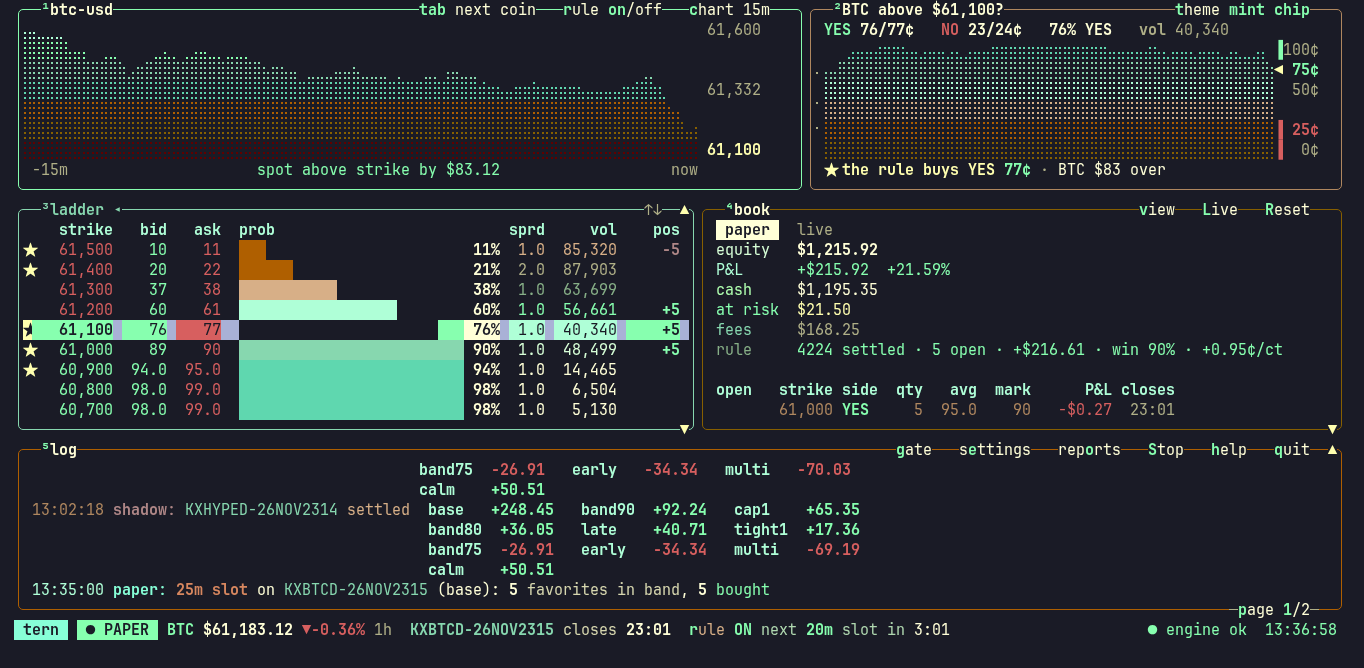 ¹btc-usd tab next coin rule on/off chart 15m
61,600
61,332
61,100
-15m spot above strike by $83.12 now
²BTC above $61,100? theme mint chip
YES 76/77¢ NO 23/24¢ 76% YES vol 40,340
100¢
75¢
50¢
25¢
0¢
★the rule buys YES 77¢ · BTC $83 over
³ladder ◂ ↑↓ ▲
strike bid ask prob sprd vol pos
★ 61,500 10 11 11% 1.0 85,320 -5
★ 61,400 20 22 21% 2.0 87,903
61,300 37 38 38% 1.0 63,699
61,200 60 61 60% 1.0 56,661 +5
★ 61,100 76 77 76% 1.0 40,340 +5
★ 61,000 89 90 90% 1.0 48,499 +5
★ 60,900 94.0 95.0 94% 1.0 14,465
60,800 98.0 99.0 98% 1.0 6,504
60,700 98.0 99.0 98% 1.0 5,130
▼
⁴book view Live Reset
paper live
equity $1,215.92
P&L +$215.92 +21.59%
cash $1,195.35
at risk $21.50
fees $168.25
rule 4224 settled · 5 open · +$216.61 · win 90% · +0.95¢/ct
open strike side qty avg mark P&L closes
61,000 YES 5 95.0 90 -$0.27 23:01
▼
⁵log gate settings reports Stop help quit ▲
band75 -26.91 early -34.34 multi -70.03
calm +50.51
13:02:18 shadow: KXHYPED-26NOV2314 settled base +248.45 band90 +92.24 cap1 +65.35
band80 +36.05 late +40.71 tight1 +17.36
band75 -26.91 early -34.34 multi -69.19
calm +50.51
13:35:00 paper: 25m slot on KXBTCD-26NOV2315 (base): 5 favorites in band, 5 bought
page 1/2
tern ● PAPER BTC $61,183.12 ▼-0.36% 1h KXBTCD-26NOV2315 closes 23:01 rule ON next 20m slot in 3:01 ● engine ok 13:36:58